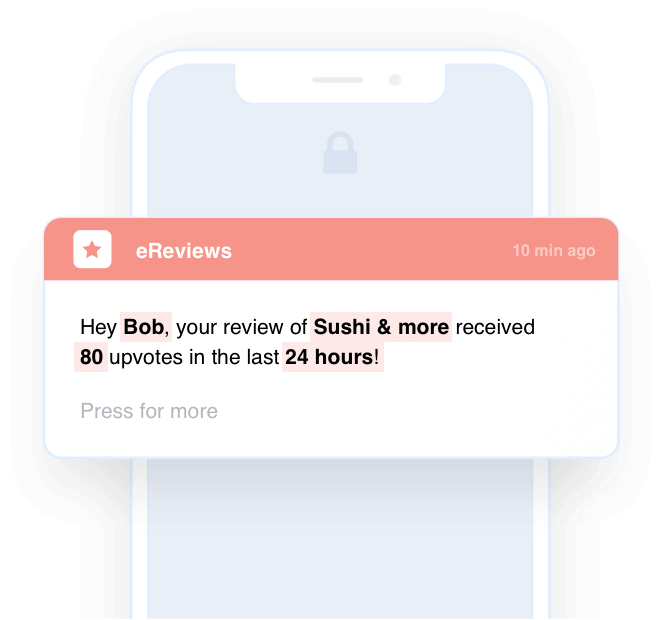 eReviews
10 min ago
Hey Bob, your review of Sushi & more received
80 upvotes in the last 24 hours!
Press for more